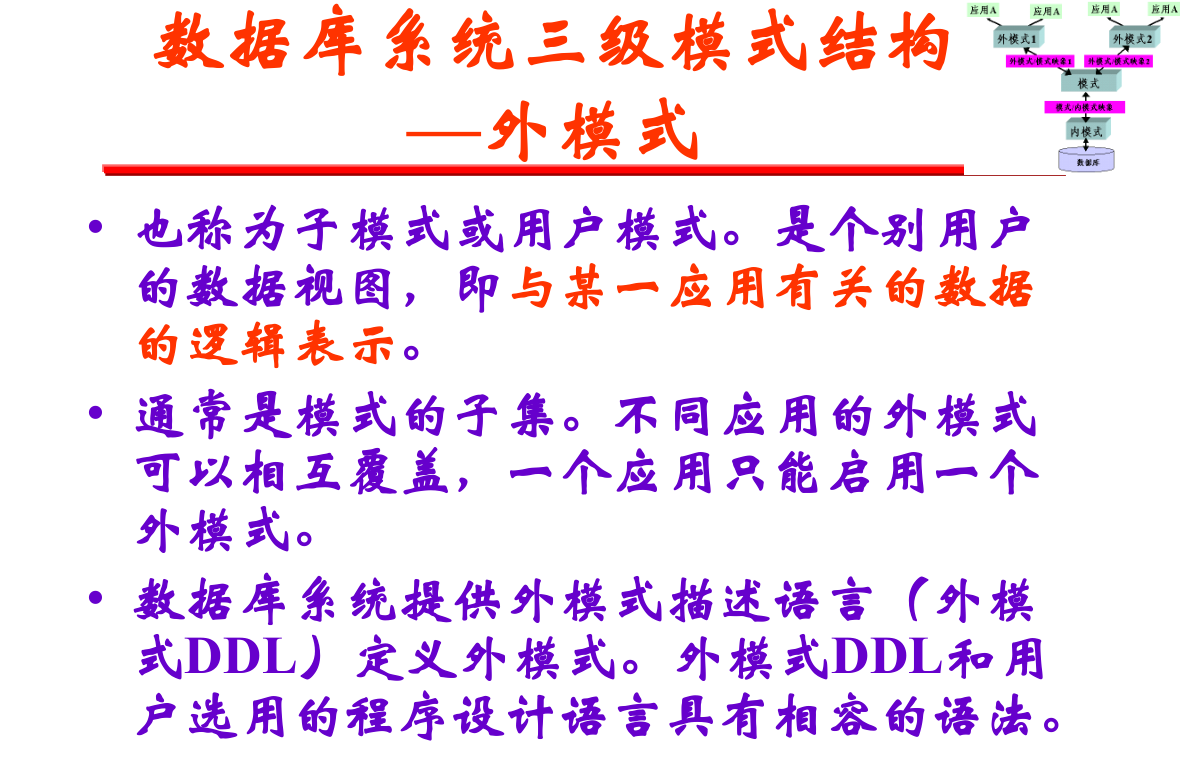 数据库系统三级模式结构
—外模式
应用A 应用A 应用A 应用A
外模式1 外模式2
外模式/模式映象1 外模式/模式映象2
模式
模式/内模式映象
内模式
数据库
• 也称为子模式或用户模式。是个别用户
的数据视图，即与某一应用有关的数据
的逻辑表示。
• 通常是模式的子集。不同应用的外模式
可以相互覆盖，一个应用只能启用一个
外模式。
• 数据库系统提供外模式描述语言（外模
式DDL）定义外模式。外模式DDL和用
户选用的程序设计语言具有相容的语法。